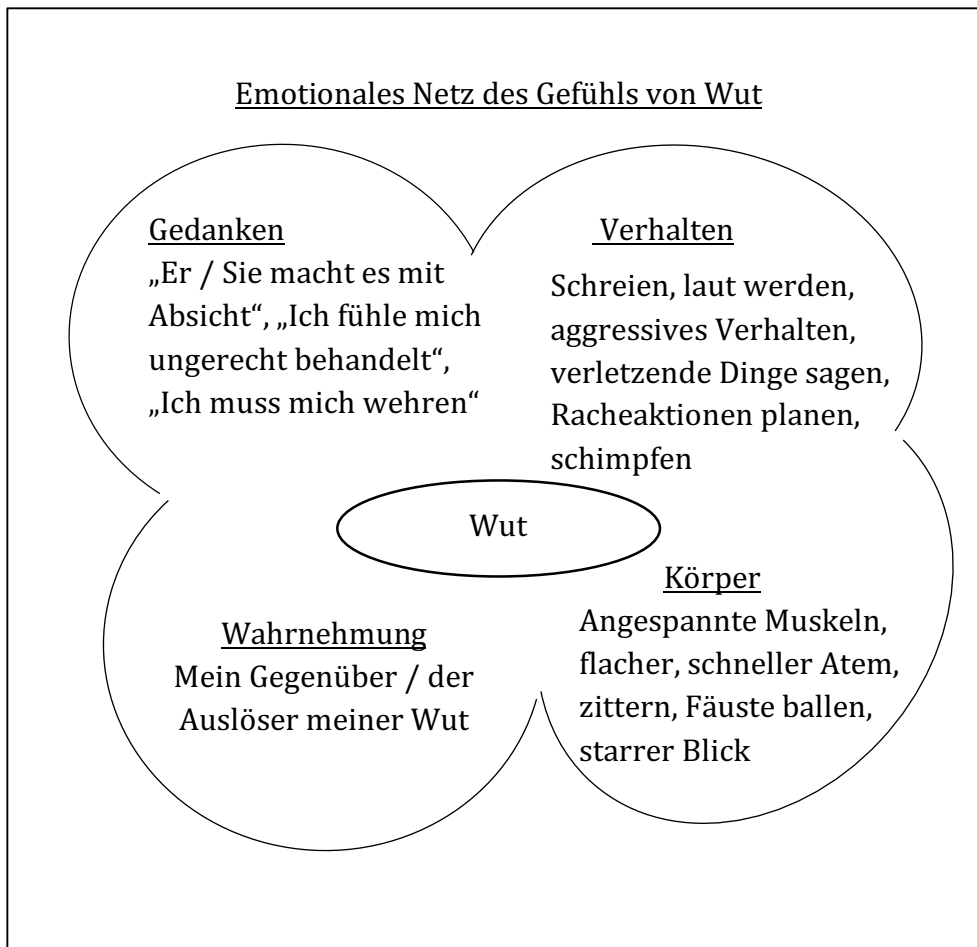 Emotionales Netz des Gefühls von Wut
Gedanken
„Er / Sie macht es mit
Absicht“, „Ich fühle mich
ungerecht behandelt“,
„Ich muss mich wehren“
Verhalten
Schreien, laut werden,
aggressives Verhalten,
verletzende Dinge sagen,
Racheaktionen planen,
schimpfen
Wut
Wahrnehmung
Mein Gegenüber / der
Auslöser meiner Wut
Körper
Angespannte Muskeln,
flacher, schneller Atem,
zittern, Fäuste ballen,
starrer Blick